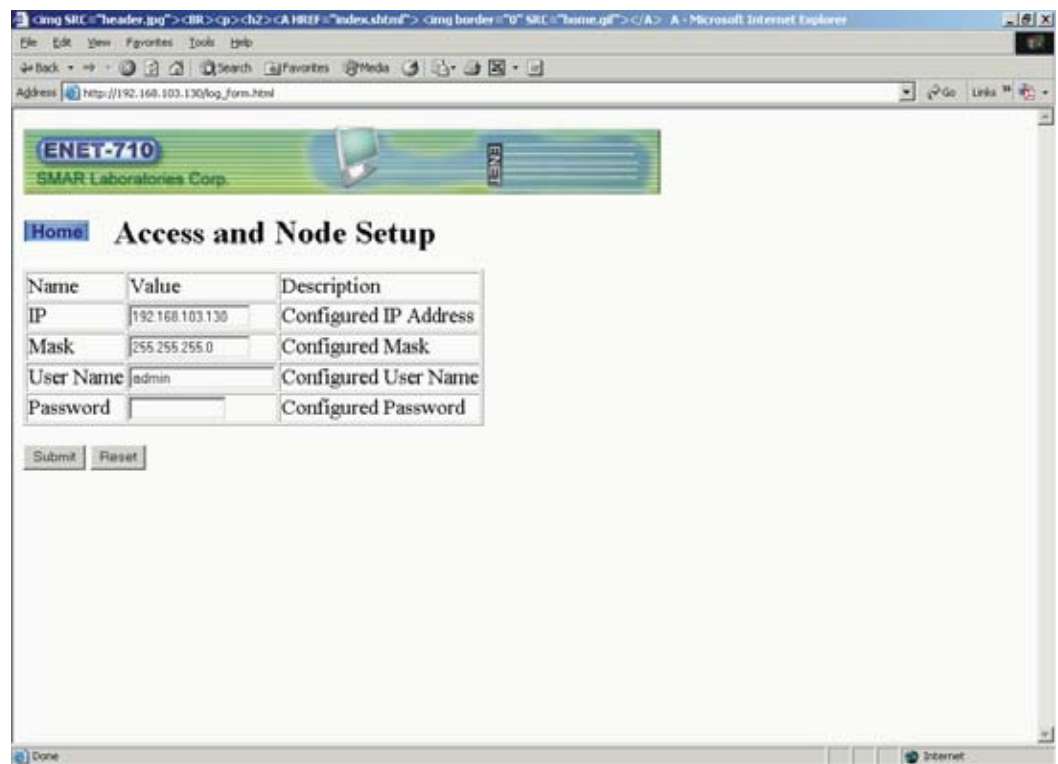 <img SRC="header.jpg"><BR><p><h2><A HREF="index.shtml"> <img border="0" SRC="home.gif"></A> A - Microsoft Internet Explorer
File Edit View Favorites Tools Help
Back Search Favorites Media
Address http://192.168.103.130/log_form.html Go Links »
ENET-710
SMAR Laboratories Corp.
ENET
Home Access and Node Setup
Name Value Description
IP 192.168.103.130 Configured IP Address
Mask 255.255.255.0 Configured Mask
User Name admin Configured User Name
Password Configured Password
Submit Reset
Done Internet